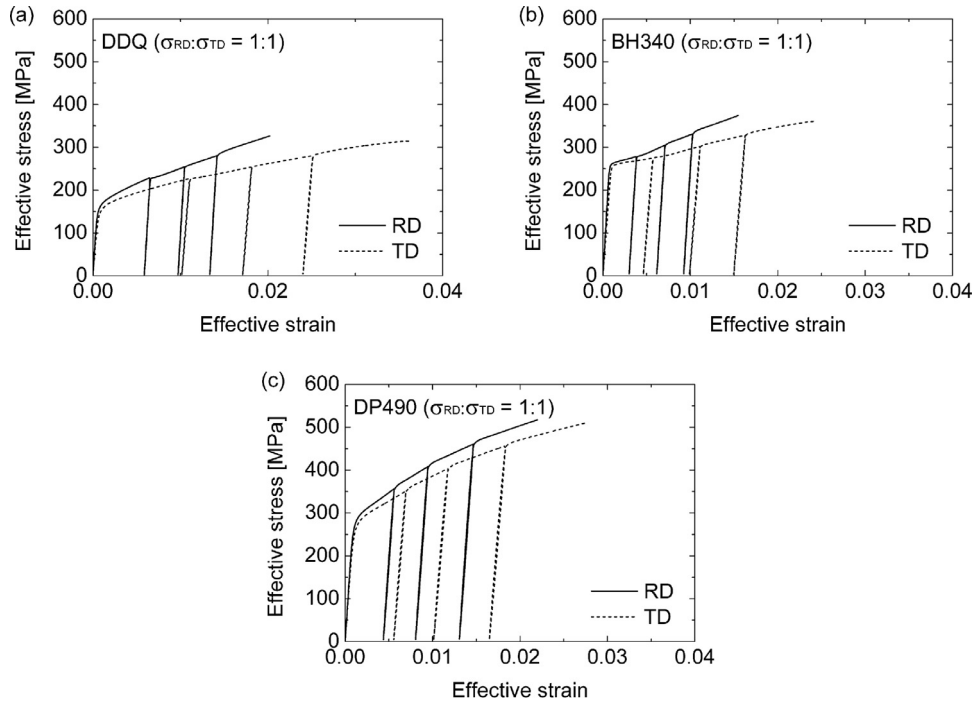 (a)
DDQ (σRD:σTD = 1:1)
Effective stress [MPa]
600
500
400
300
200
100
0
0.00
0.02
0.04
Effective strain
RD
TD
(b)
BH340 (σRD:σTD = 1:1)
Effective stress [MPa]
600
500
400
300
200
100
0
0.00
0.01
0.02
0.03
0.04
Effective strain
RD
TD
(c)
DP490 (σRD:σTD = 1:1)
Effective stress [MPa]
600
500
400
300
200
100
0
0.00
0.01
0.02
0.03
0.04
Effective strain
RD
TD